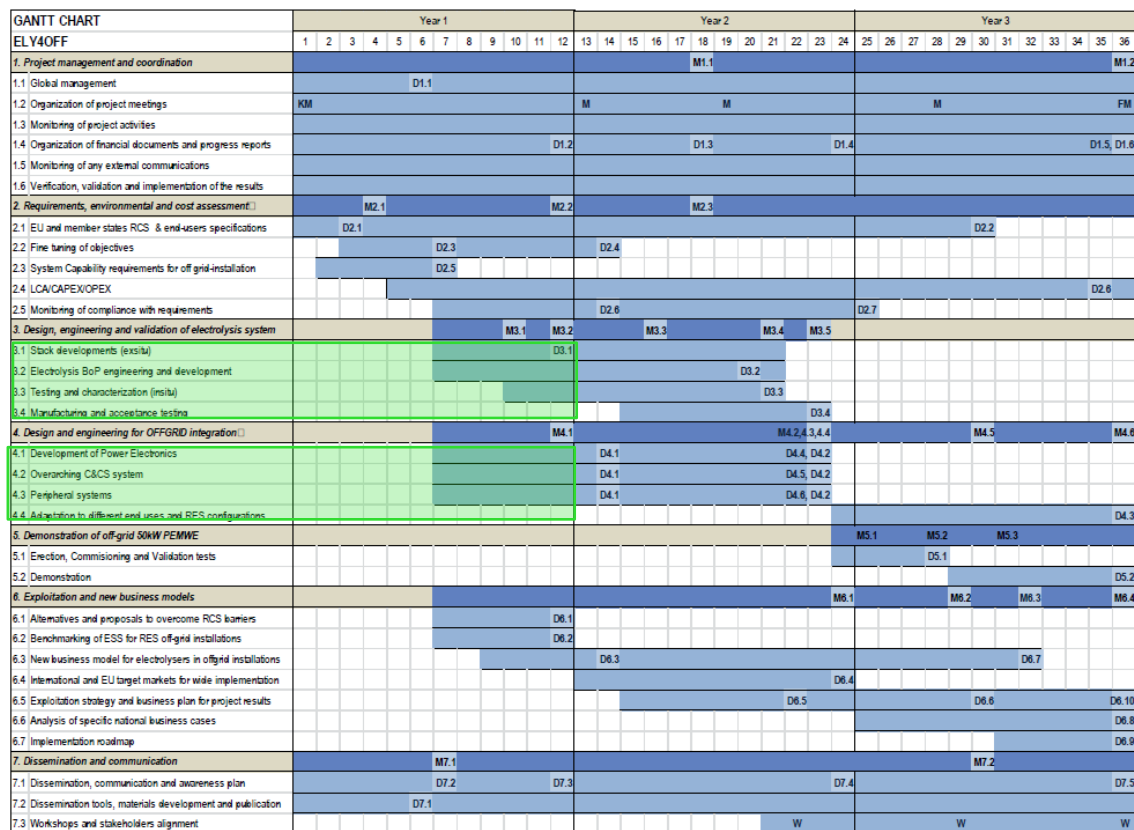 GANTT CHART Year 1 Year 2 Year 3
ELY4OFF 1 2 3 4 5 6 7 8 9 10 11 12 13 14 15 16 17 18 19 20 21 22 23 24 25 26 27 28 29 30 31 32 33 34 35 36
1. Project management and coordination M1.1 M1.2
1.1 Global management D1.1
1.2 Organization of project meetings KM M M M FM
1.3 Monitoring of project activities
1.4 Organization of financial documents and progress reports D1.2 D1.3 D1.4 D1.5, D1.6
1.5 Monitoring of any external communications
1.6 Verification, validation and implementation of the results
2. Requirements, environmental and cost assessment M2.1 M2.2 M2.3
2.1 EU and member states RCS & end-users specifications D2.1 D2.2
2.2 Fine tuning of objectives D2.3 D2.4
2.3 System Capability requirements for off grid-installation D2.5
2.4 LCA/CAPEX/OPEX D2.6
2.5 Monitoring of compliance with requirements D2.6 D2.7
3. Design, engineering and validation of electrolysis system M3.1 M3.2 M3.3 M3.4 M3.5
3.1 Stack developments (exsitu) D3.1
3.2 Electrolysis BoP engineering and development D3.2
3.3 Testing and characterization (insitu) D3.3
3.4 Manufacturing and acceptance testing D3.4
4. Design and engineering for OFFGRID integration M4.1 M4.2,4.3,4.4 M4.5 M4.6
4.1 Development of Power Electronics D4.1 D4.4, D4.2
4.2 Overarching C&CS system D4.1 D4.5, D4.2
4.3 Peripheral systems D4.1 D4.6, D4.2
4.4 Adaptation to different end uses and RES configurations D4.3
5. Demonstration of off-grid 50kW PEMWE M5.1 M5.2 M5.3
5.1 Erection, Commisioning and Validation tests D5.1
5.2 Demonstration D5.2
6. Exploitation and new business models M6.1 M6.2 M6.3 M6.4
6.1 Alternatives and proposals to overcome RCS barriers D6.1
6.2 Benchmarking of ESS for RES off-grid installations D6.2
6.3 New business model for electrolysers in offgrid installations D6.3 D6.7
6.4 International and EU target markets for wide implementation D6.4
6.5 Exploitation strategy and business plan for project results D6.5 D6.6 D6.10
6.6 Analysis of specific national business cases D6.8
6.7 Implementation roadmap D6.9
7. Dissemination and communication M7.1 M7.2
7.1 Dissemination, communication and awareness plan D7.2 D7.3 D7.4 D7.5
7.2 Dissemination tools, materials development and publication D7.1
7.3 Workshops and stakeholders alignment W W W